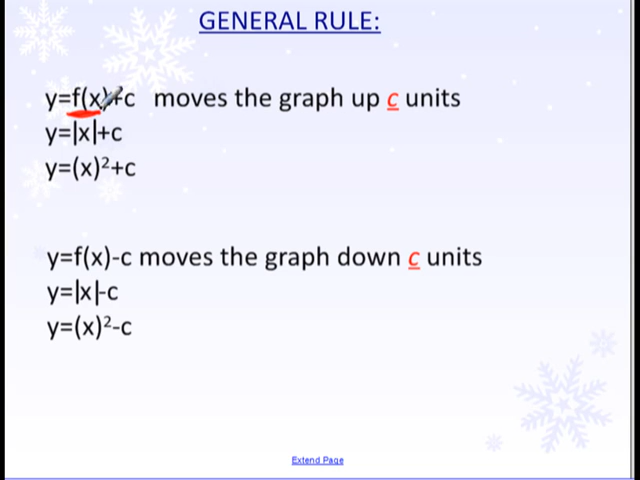 GENERAL RULE:
y=f(x)+c moves the graph up c units
y=|x|+c
y=(x)²+c
y=f(x)-c moves the graph down c units
y=|x|-c
y=(x)²-c
Extend Page